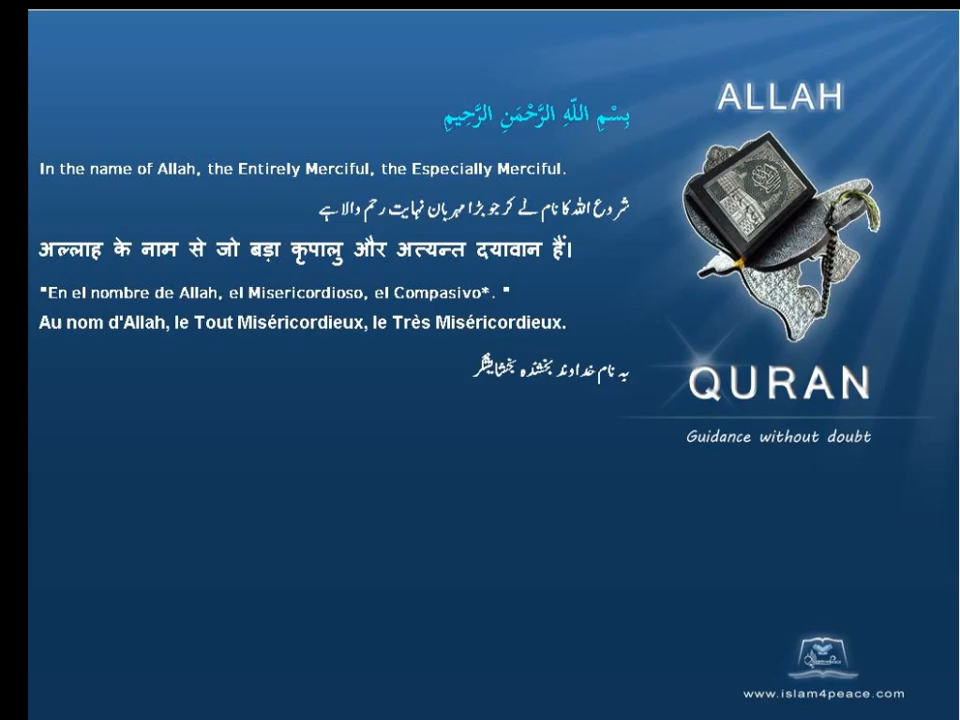 بِسْمِ اللَّهِ الرَّحْمَنِ الرَّحِيمِ
In the name of Allah, the Entirely Merciful, the Especially Merciful.
شروع الله کا نام لے کر جو بڑا مہربان نہایت رحم والا ہے
अल्लाह के नाम से जो बड़ा कृपालु और अत्यन्त दयावान हैं।
"En el nombre de Allah, el Misericordioso, el Compasivo*. "
Au nom d'Allah, le Tout Miséricordieux, le Très Miséricordieux.
به نام خداوند بخشنده بخشایشگر
ALLAH
QURAN
Guidance without doubt
www.islam4peace.com